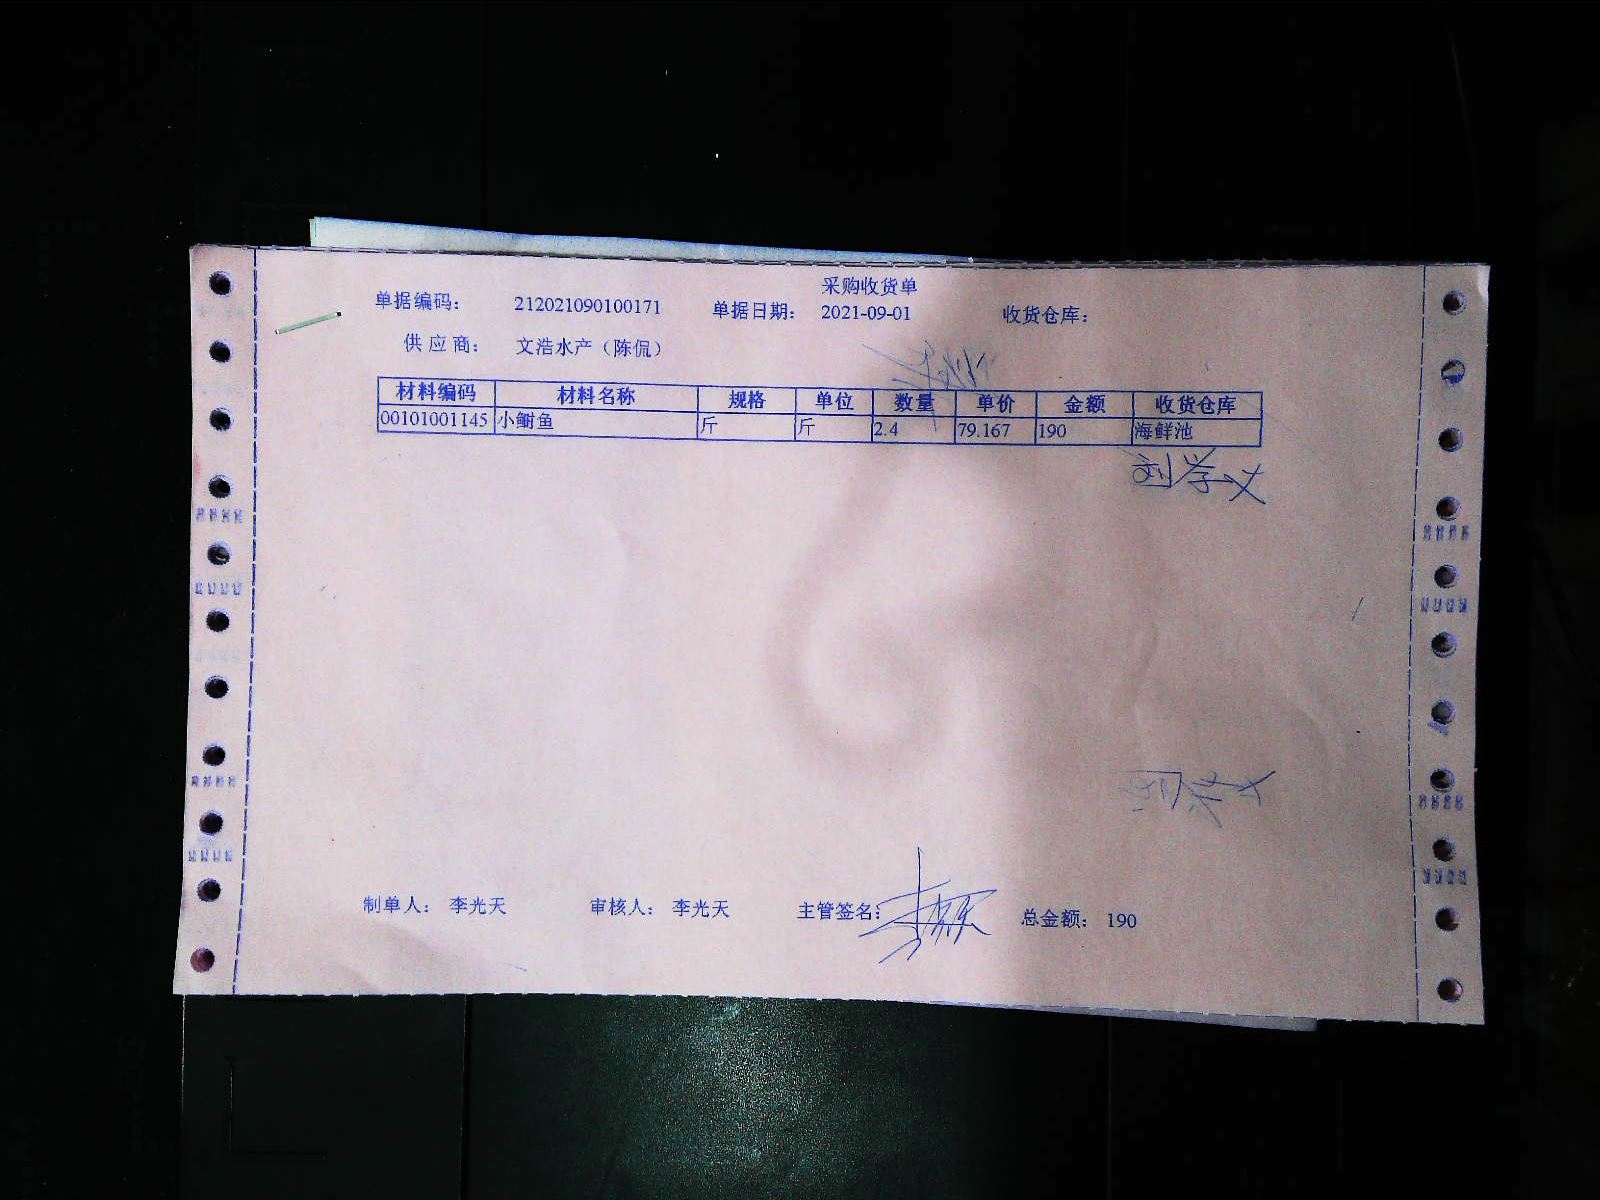 采购收货单
单据编码： 212021090100171 单据日期： 2021-09-01 收货仓库：
供应商： 文浩水产（陈侃）
材料编码 材料名称 规格 单位 数量 单价 金额 收货仓库
00101001145 小鲥鱼 斤 斤 2.4 79.167 190 海鲜池
刘学义
制单人： 李光天 审核人： 李光天 主管签名： 总金额： 190